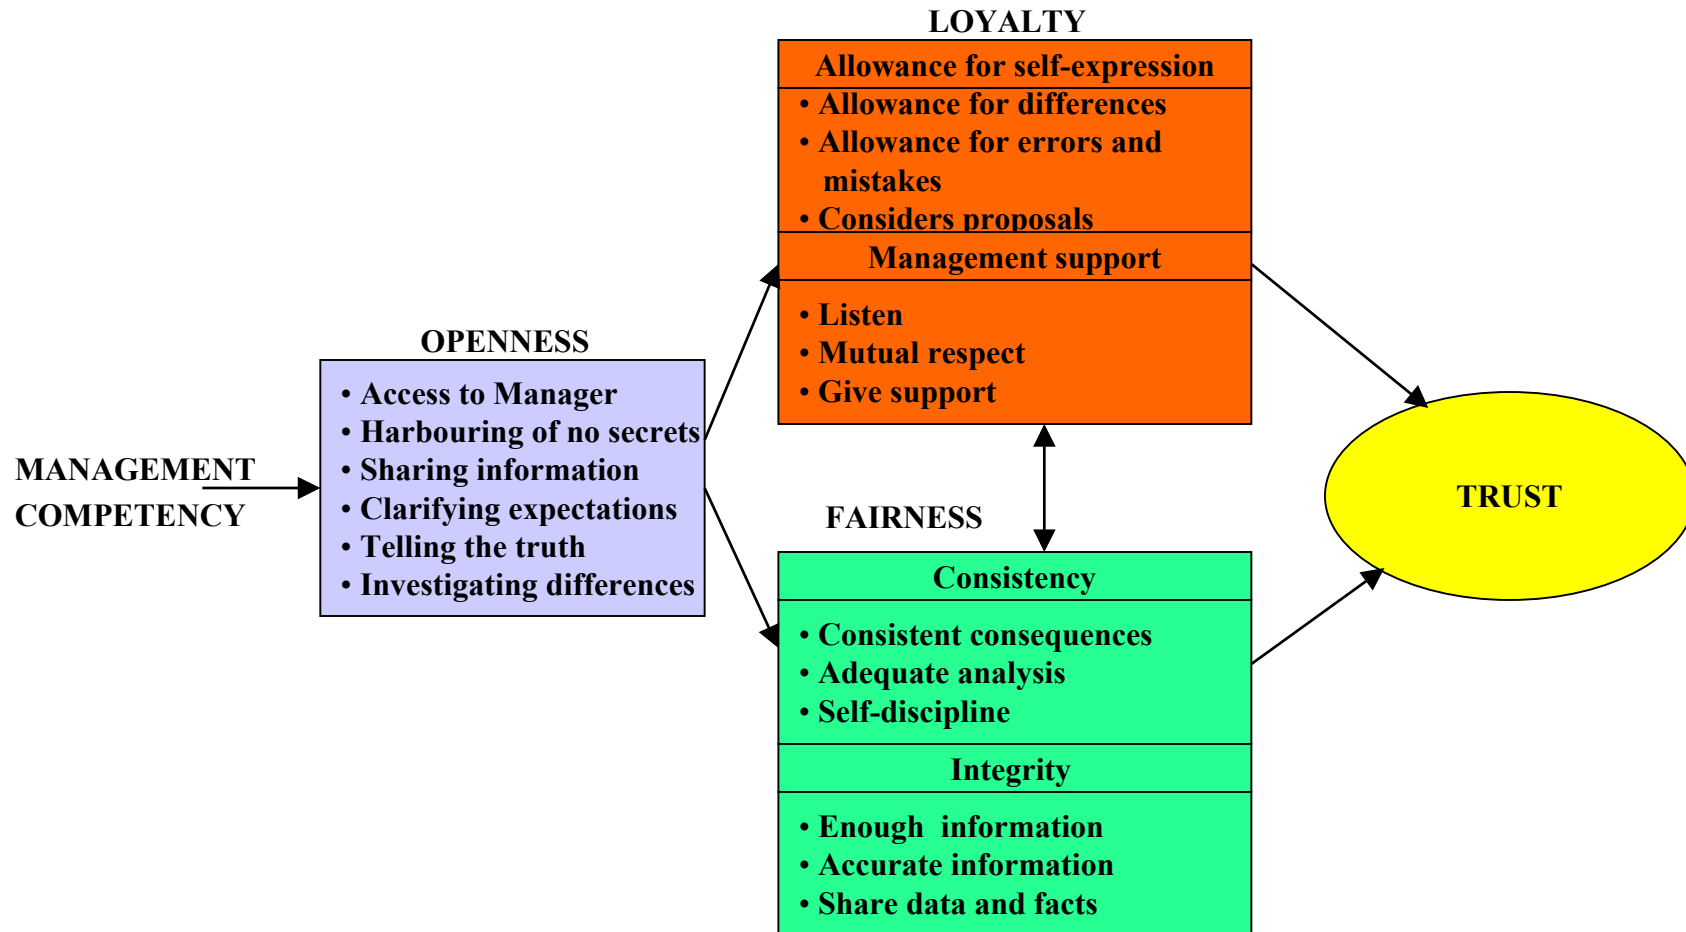 MANAGEMENT
COMPETENCY
OPENNESS
• Access to Manager
• Harbouring of no secrets
• Sharing information
• Clarifying expectations
• Telling the truth
• Investigating differences
LOYALTY
Allowance for self-expression
• Allowance for differences
• Allowance for errors and
mistakes
• Considers proposals
Management support
• Listen
• Mutual respect
• Give support
FAIRNESS
Consistency
• Consistent consequences
• Adequate analysis
• Self-discipline
Integrity
• Enough  information
• Accurate information
• Share data and facts
TRUST